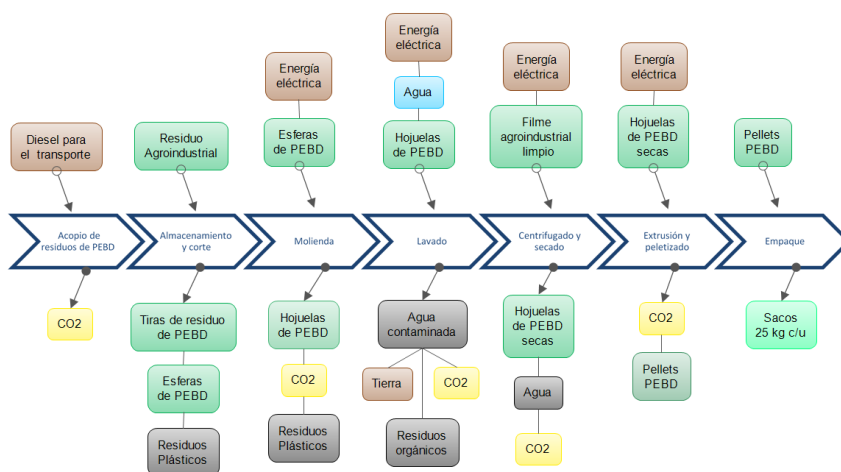 Energía
eléctrica
Energía
eléctrica
Energía
eléctrica
Energía
eléctrica
Agua
Diesel para
el transporte
Residuo
Agroindustrial
Esferas
de PEBD
Hojuelas
de PEBD
Filme
agroindustrial
limpio
Hojuelas
de PEBD
secas
Pellets
PEBD
Acopio de
residuos de PEBD
Almacenamiento
y corte
Molienda
Lavado
Centrifugado y
secado
Extrusión y
peletizado
Empaque
CO2
Tiras de residuo
de PEBD
Esferas
de PEBD
Residuos
Plásticos
Hojuelas
de PEBD
CO2
Residuos
Plásticos
Agua
contaminada
Tierra
CO2
Residuos
orgánicos
Hojuelas
de PEBD
secas
Agua
CO2
CO2
Pellets
PEBD
Sacos
25 kg c/u